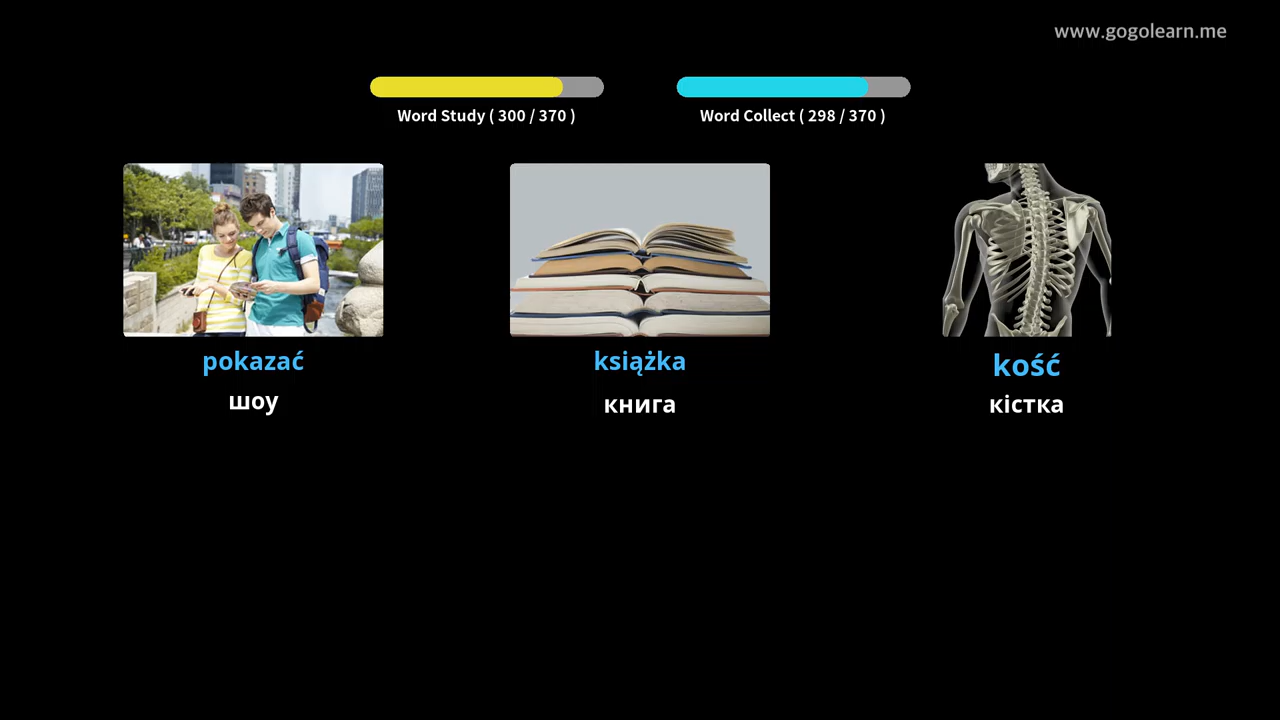 www.gogolearn.me
Word Study ( 300 / 370 )
Word Collect ( 298 / 370 )
pokazać
шоу
książka
книга
kość
кістка